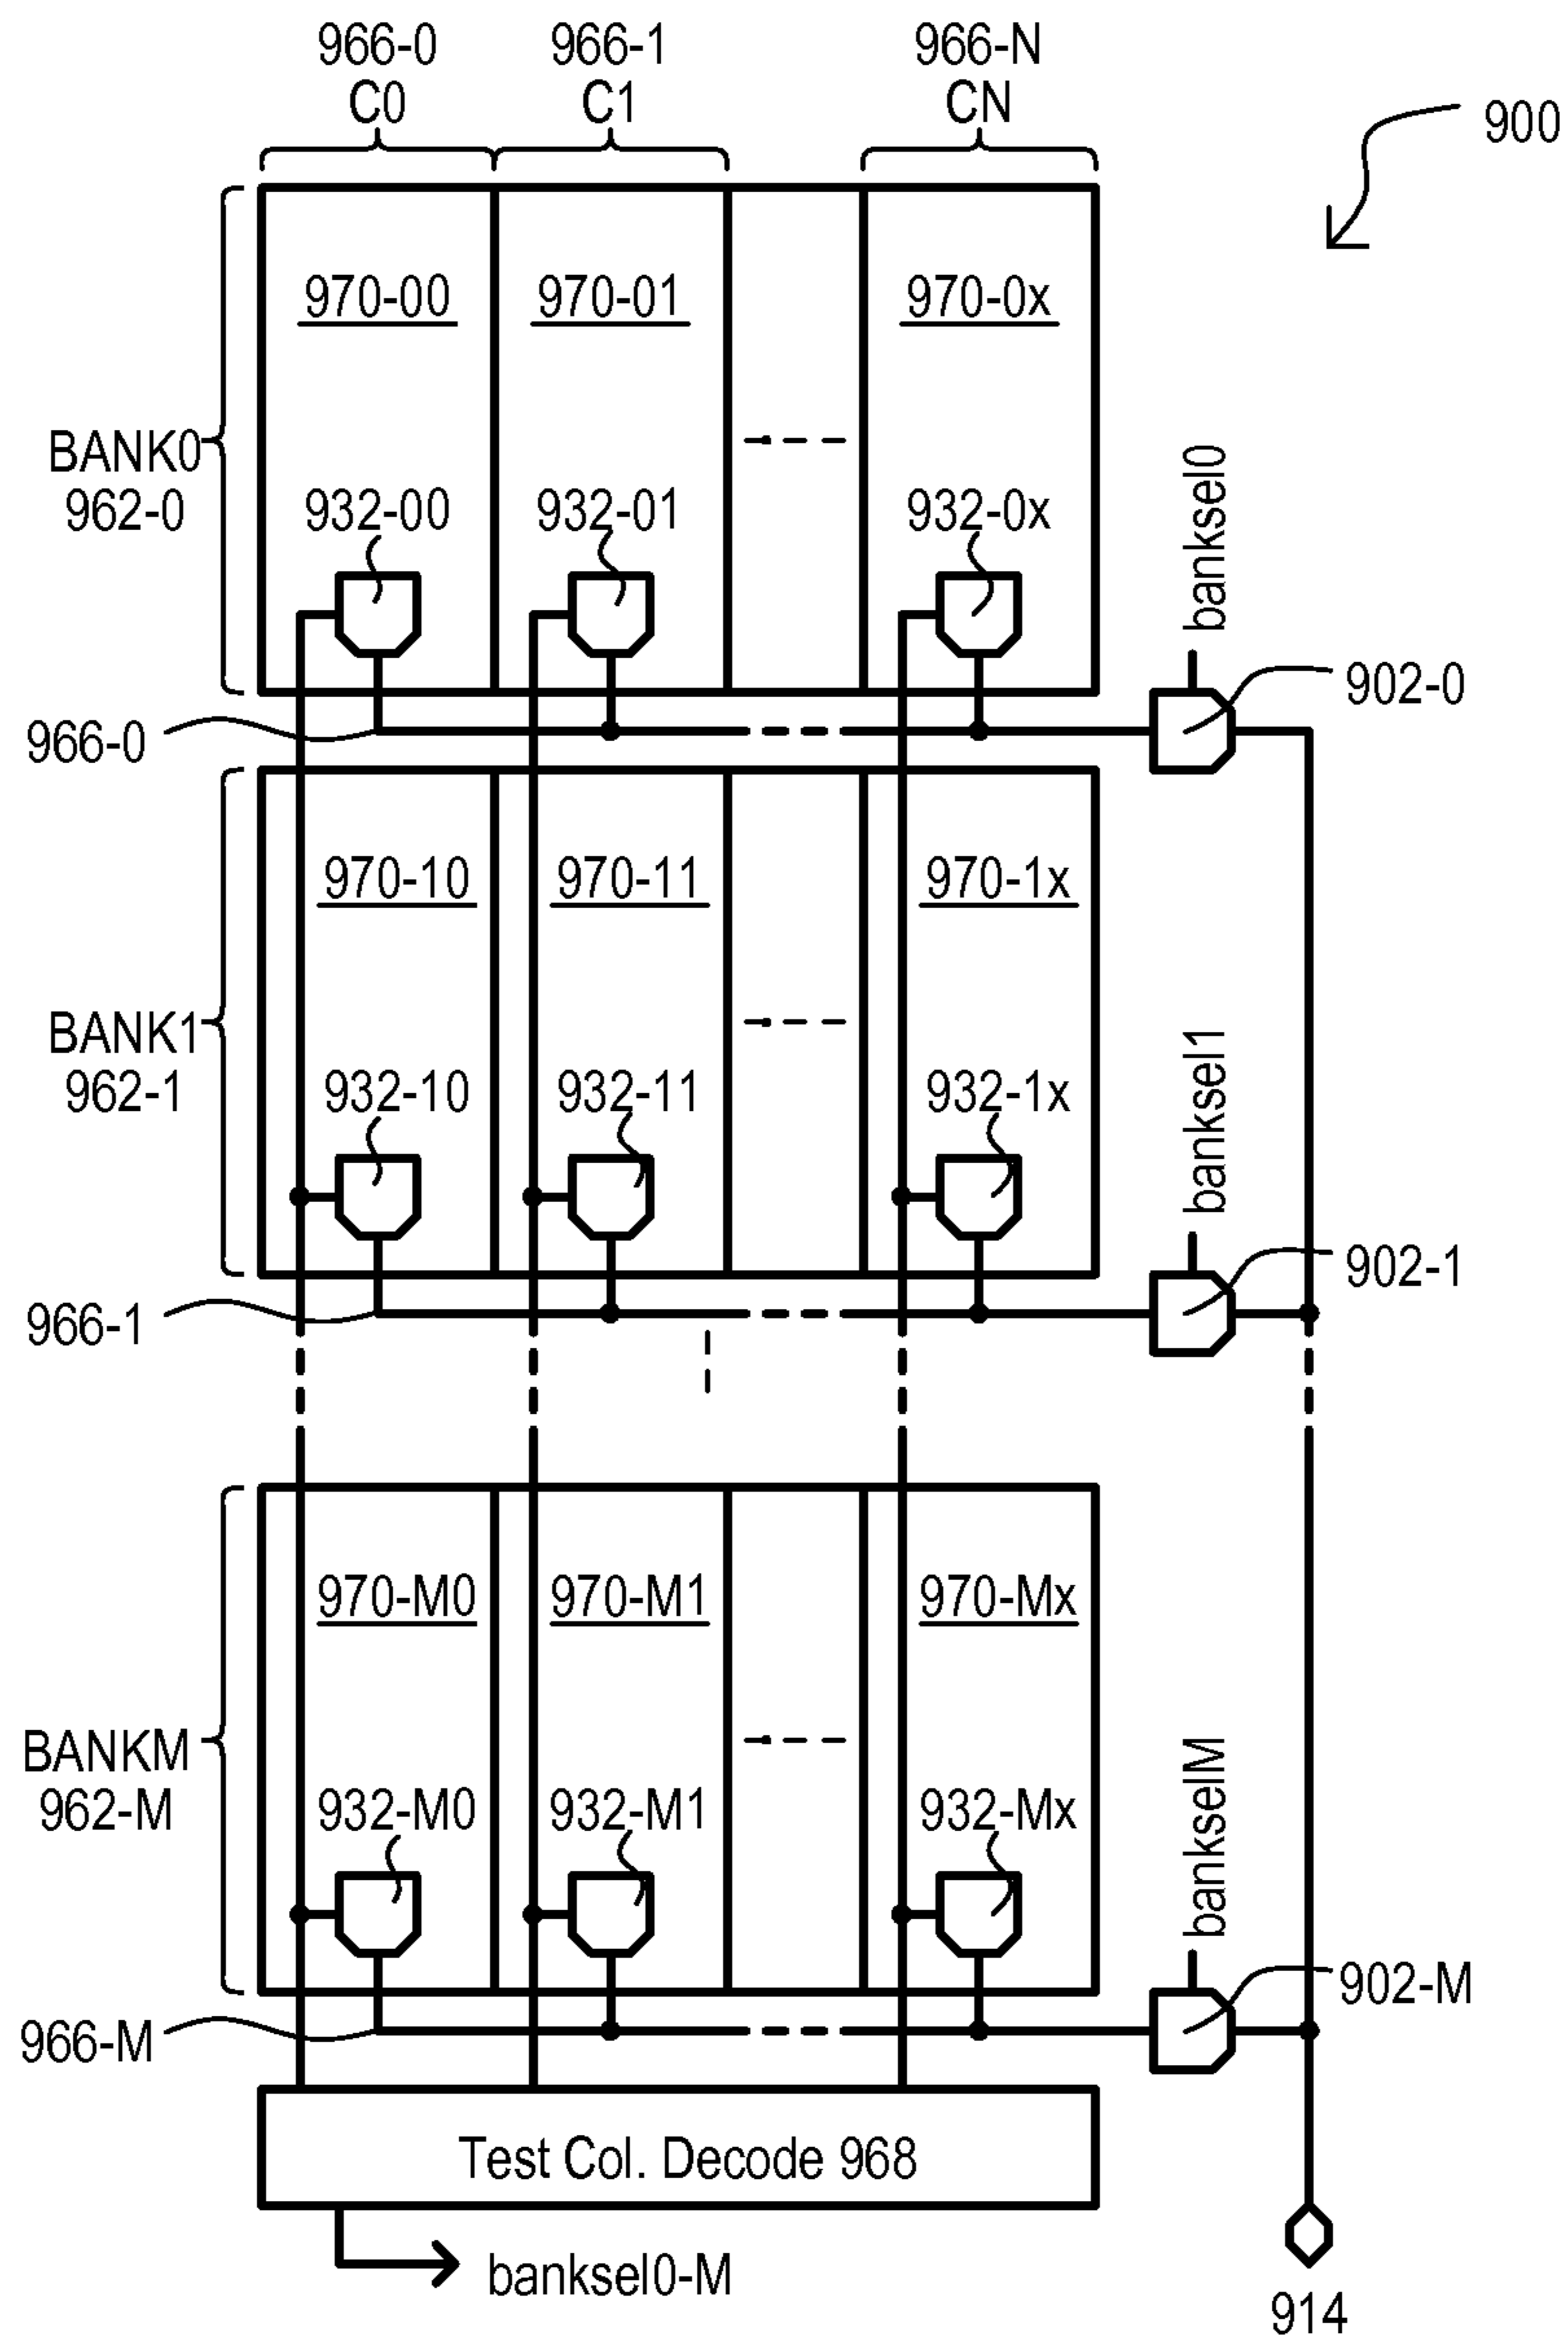 966-0
C0
966-1
C1
966-N
CN
900
970-00
970-01
970-0x
BANK0
962-0
932-00
932-01
932-0x
banksel0
902-0
966-0
970-10
970-11
970-1x
BANK1
962-1
932-10
932-11
932-1x
banksel1
902-1
966-1
970-M0
970-M1
970-Mx
BANKM
962-M
932-M0
932-M1
932-Mx
bankselM
902-M
966-M
Test Col. Decode 968
banksel0-M
914